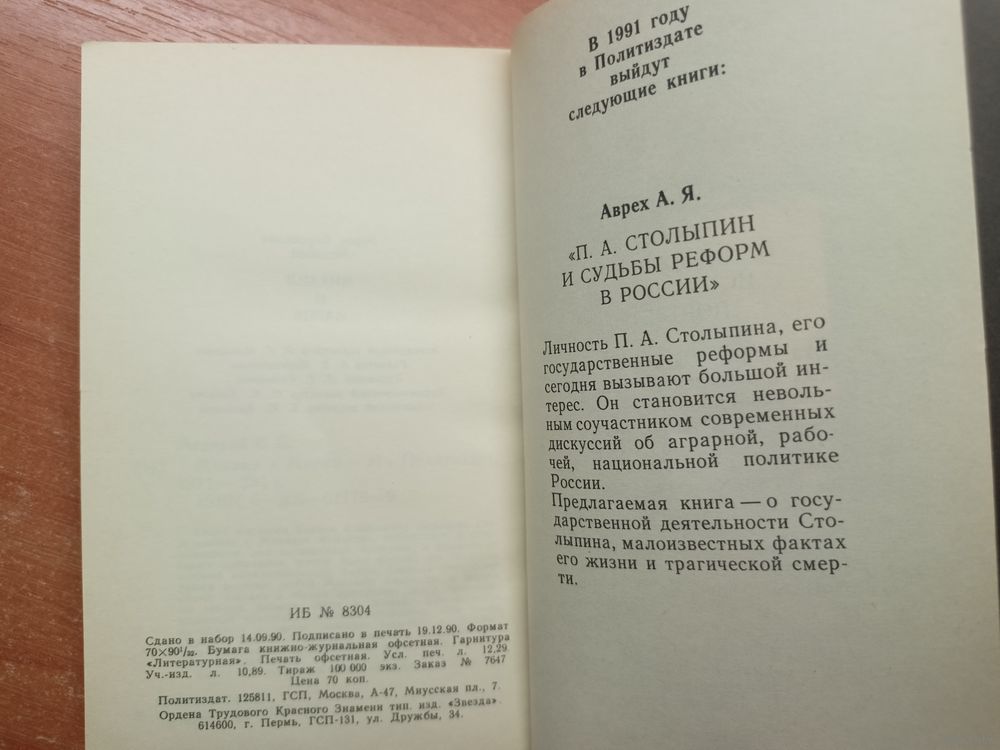 ИБ № 8304
Сдано в набор 14.09.90. Подписано в печать 19.12.90. Формат
70×90¹/₃₂. Бумага книжно-журнальная офсетная. Гарнитура
«Литературная». Печать офсетная. Усл. печ. л. 12,29.
Уч.-изд. л. 10,89. Тираж 100 000 экз. Заказ № 7647
Цена 70 коп.
Политиздат. 125811, ГСП, Москва, А-47, Миусская пл., 7.
Ордена Трудового Красного Знамени тип. изд. «Звезда».
614600, г. Пермь, ГСП-131, ул. Дружбы, 34.
В 1991 году
в Политиздате
выйдут
следующие книги:
Аврех А. Я.
«П. А. СТОЛЫПИН
И СУДЬБЫ РЕФОРМ
В РОССИИ»
Личность П. А. Столыпина, его
государственные реформы и
сегодня вызывают большой ин-
терес. Он становится неволь-
ным соучастником современных
дискуссий об аграрной, рабо-
чей, национальной политике
России.
Предлагаемая книга — о госу-
дарственной деятельности Сто-
лыпина, малоизвестных фактах
его жизни и трагической смер-
ти.